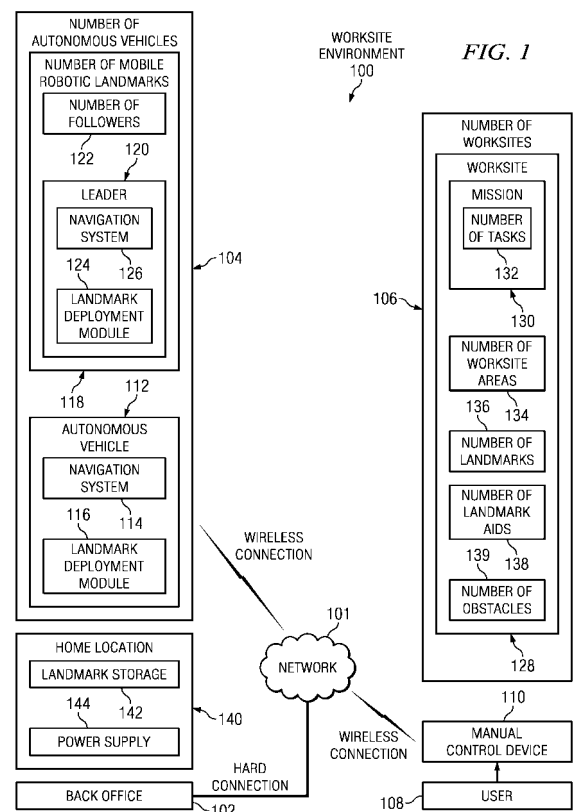 NUMBER OF
AUTONOMOUS VEHICLES
NUMBER OF MOBILE
ROBOTIC LANDMARKS
NUMBER OF
FOLLOWERS
122
120
LEADER
NAVIGATION
SYSTEM
124
126
LANDMARK
DEPLOYMENT
MODULE
104
118
112
AUTONOMOUS
VEHICLE
NAVIGATION
SYSTEM
116
114
LANDMARK
DEPLOYMENT
MODULE
HOME LOCATION
LANDMARK STORAGE
144
142
POWER SUPPLY
140
BACK OFFICE
102
WORKSITE
ENVIRONMENT
100
FIG. 1
NUMBER OF
WORKSITES
WORKSITE
MISSION
NUMBER
OF TASKS
132
106
130
NUMBER OF
WORKSITE
AREAS
136
134
NUMBER OF
LANDMARKS
NUMBER OF
LANDMARK
AIDS
139
138
NUMBER OF
OBSTACLES
128
WIRELESS
CONNECTION
101
NETWORK
WIRELESS
CONNECTION
HARD
CONNECTION
110
MANUAL
CONTROL DEVICE
108
USER